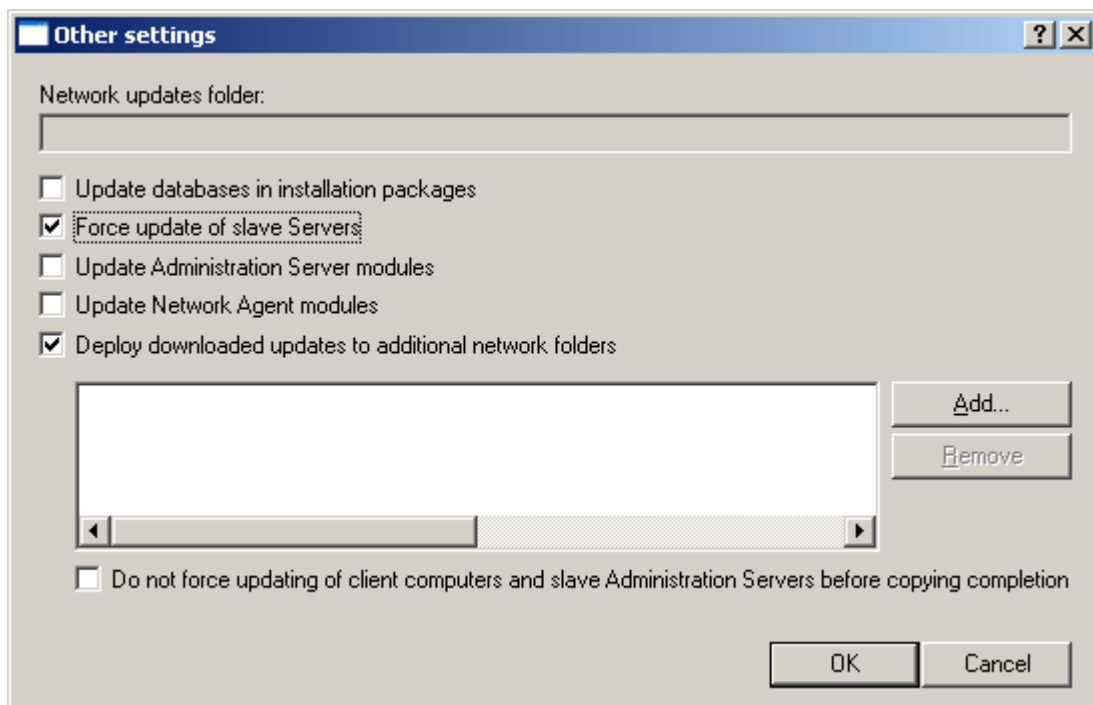 Other settings
Network updates folder:
Update databases in installation packages
Force update of slave Servers
Update Administration Server modules
Update Network Agent modules
Deploy downloaded updates to additional network folders
Add...
Remove
Do not force updating of client computers and slave Administration Servers before copying completion
OK Cancel